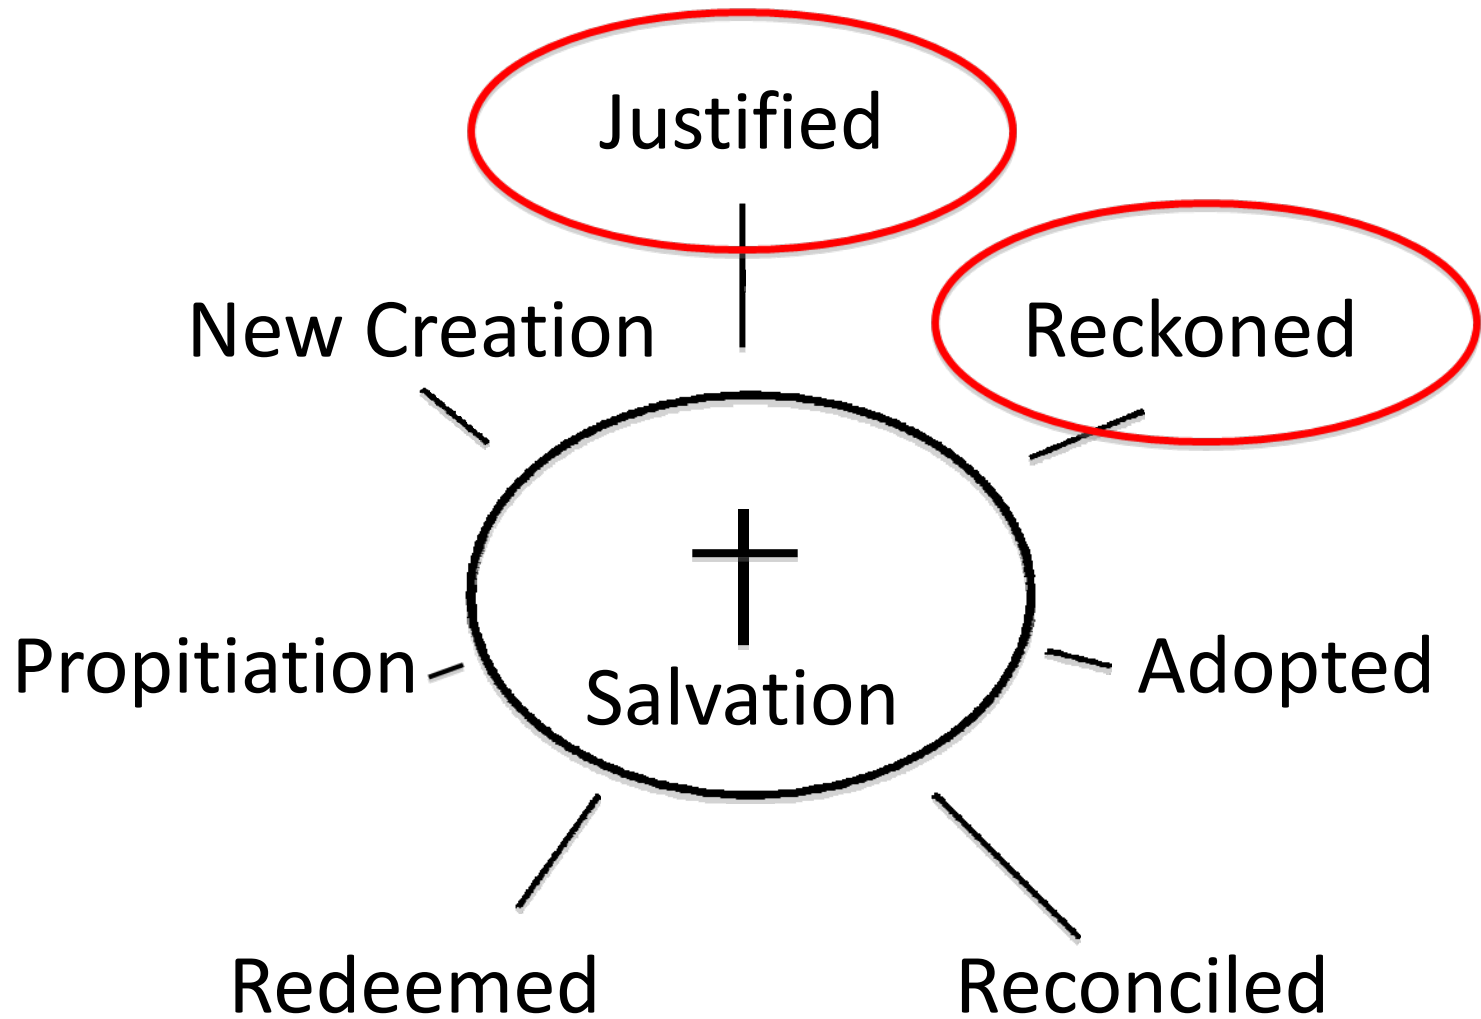 Justified
New Creation
Reckoned
Propitiation
Salvation
Adopted
Redeemed
Reconciled